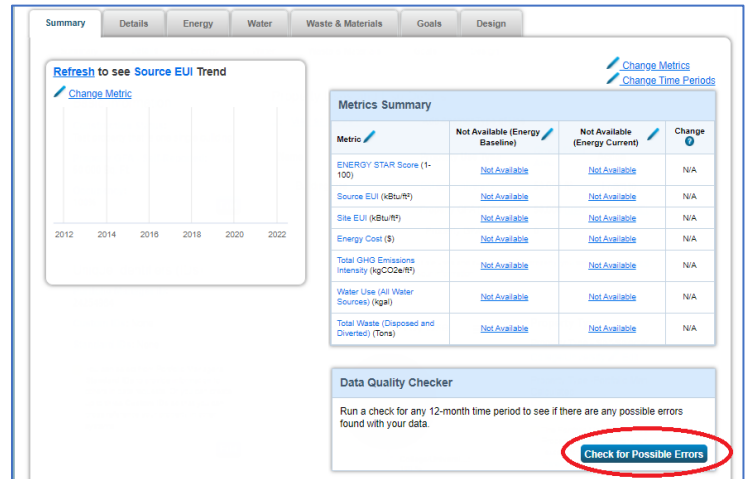 Summary
Details
Energy
Water
Waste & Materials
Goals
Design
Refresh to see Source EUI Trend
Change Metric
2012 2014 2016 2018 2020 2022
Change Metrics
Change Time Periods
Metrics Summary
Metric
Not Available (Energy
Baseline)
Not Available
(Energy Current)
Change
?
ENERGY STAR Score (1-
100)
Not Available
Not Available
N/A
Source EUI (kBtu/ft²)
Not Available
Not Available
N/A
Site EUI (kBtu/ft²)
Not Available
Not Available
N/A
Energy Cost ($)
Not Available
Not Available
N/A
Total GHG Emissions
Intensity (kgCO2e/ft²)
Not Available
Not Available
N/A
Water Use (All Water
Sources) (kgal)
Not Available
Not Available
N/A
Total Waste (Disposed and
Diverted) (Tons)
Not Available
Not Available
N/A
Data Quality Checker
Run a check for any 12-month time period to see if there are any possible errors
found with your data.
Check for Possible Errors